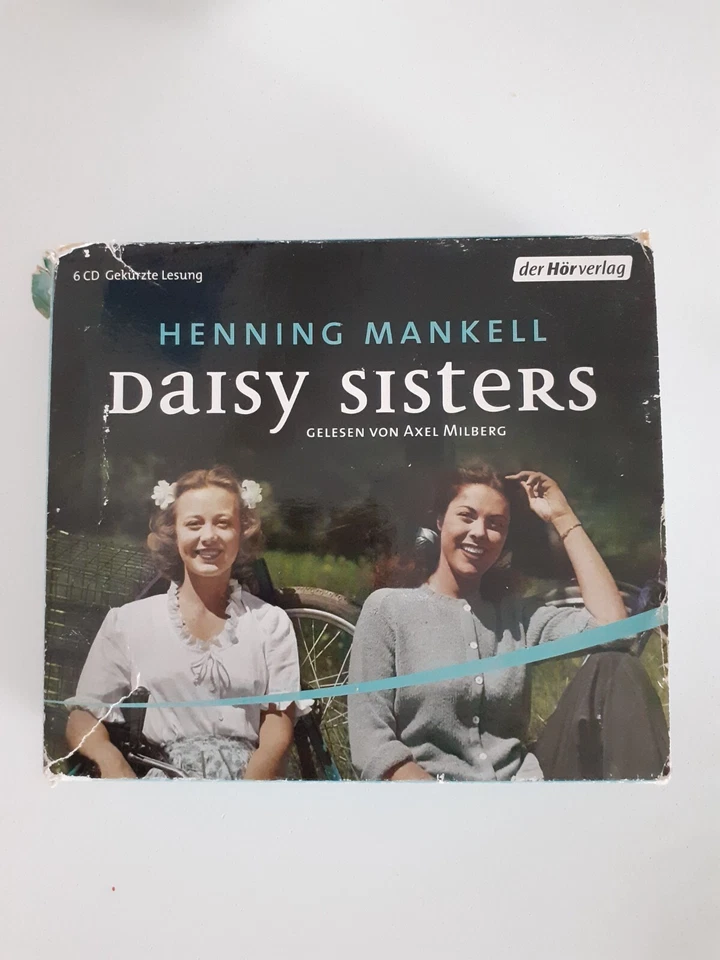 6 CD Gekürzte Lesung
der Hörverlag
HENNING MANKELL
Daisy Sisters
GELESEN VON AXEL MILBERG